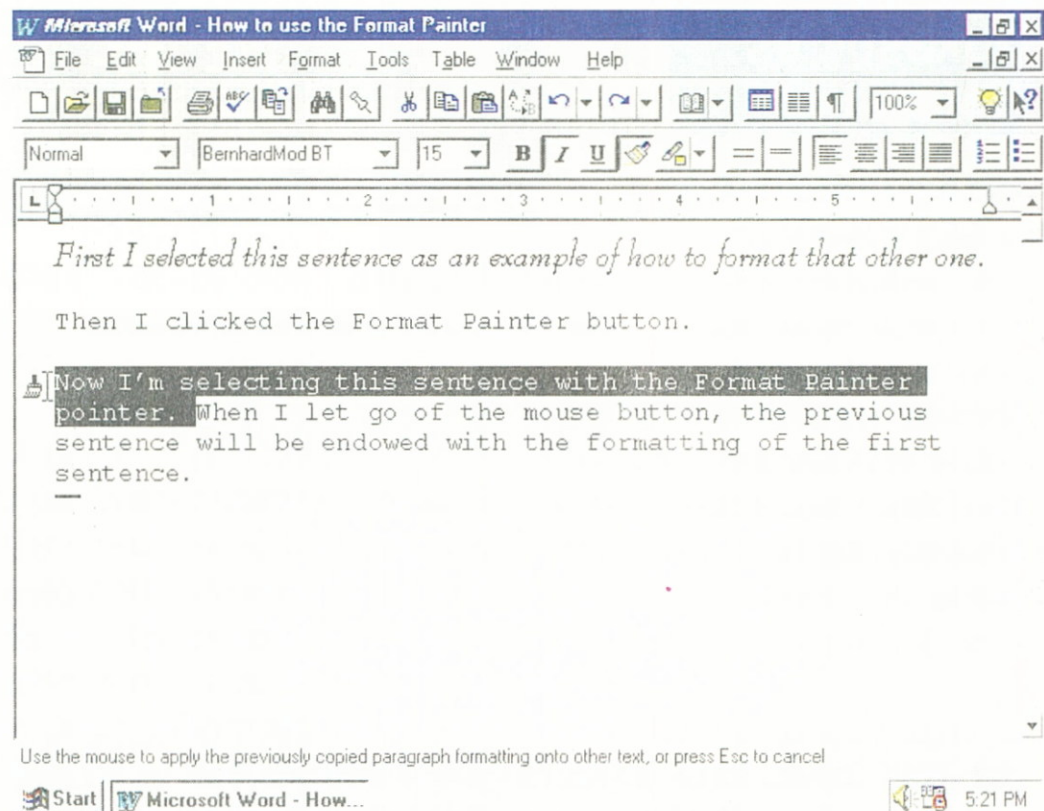 Microsoft Word - How to use the Format Painter
File Edit View Insert Format Tools Table Window Help
100%
Normal BernhardMod BT 15 B I U
1 2 3 4 5
First I selected this sentence as an example of how to format that other one.
Then I clicked the Format Painter button.
Now I'm selecting this sentence with the Format Painter
pointer. When I let go of the mouse button, the previous
sentence will be endowed with the formatting of the first
sentence.
Use the mouse to apply the previously copied paragraph formatting onto other text, or press Esc to cancel
Start Microsoft Word - How... 5:21 PM